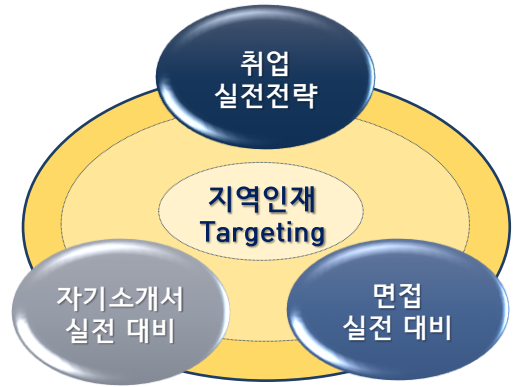 취업
실전전략
지역인재
Targeting
자기소개서
실전 대비
면접
실전 대비